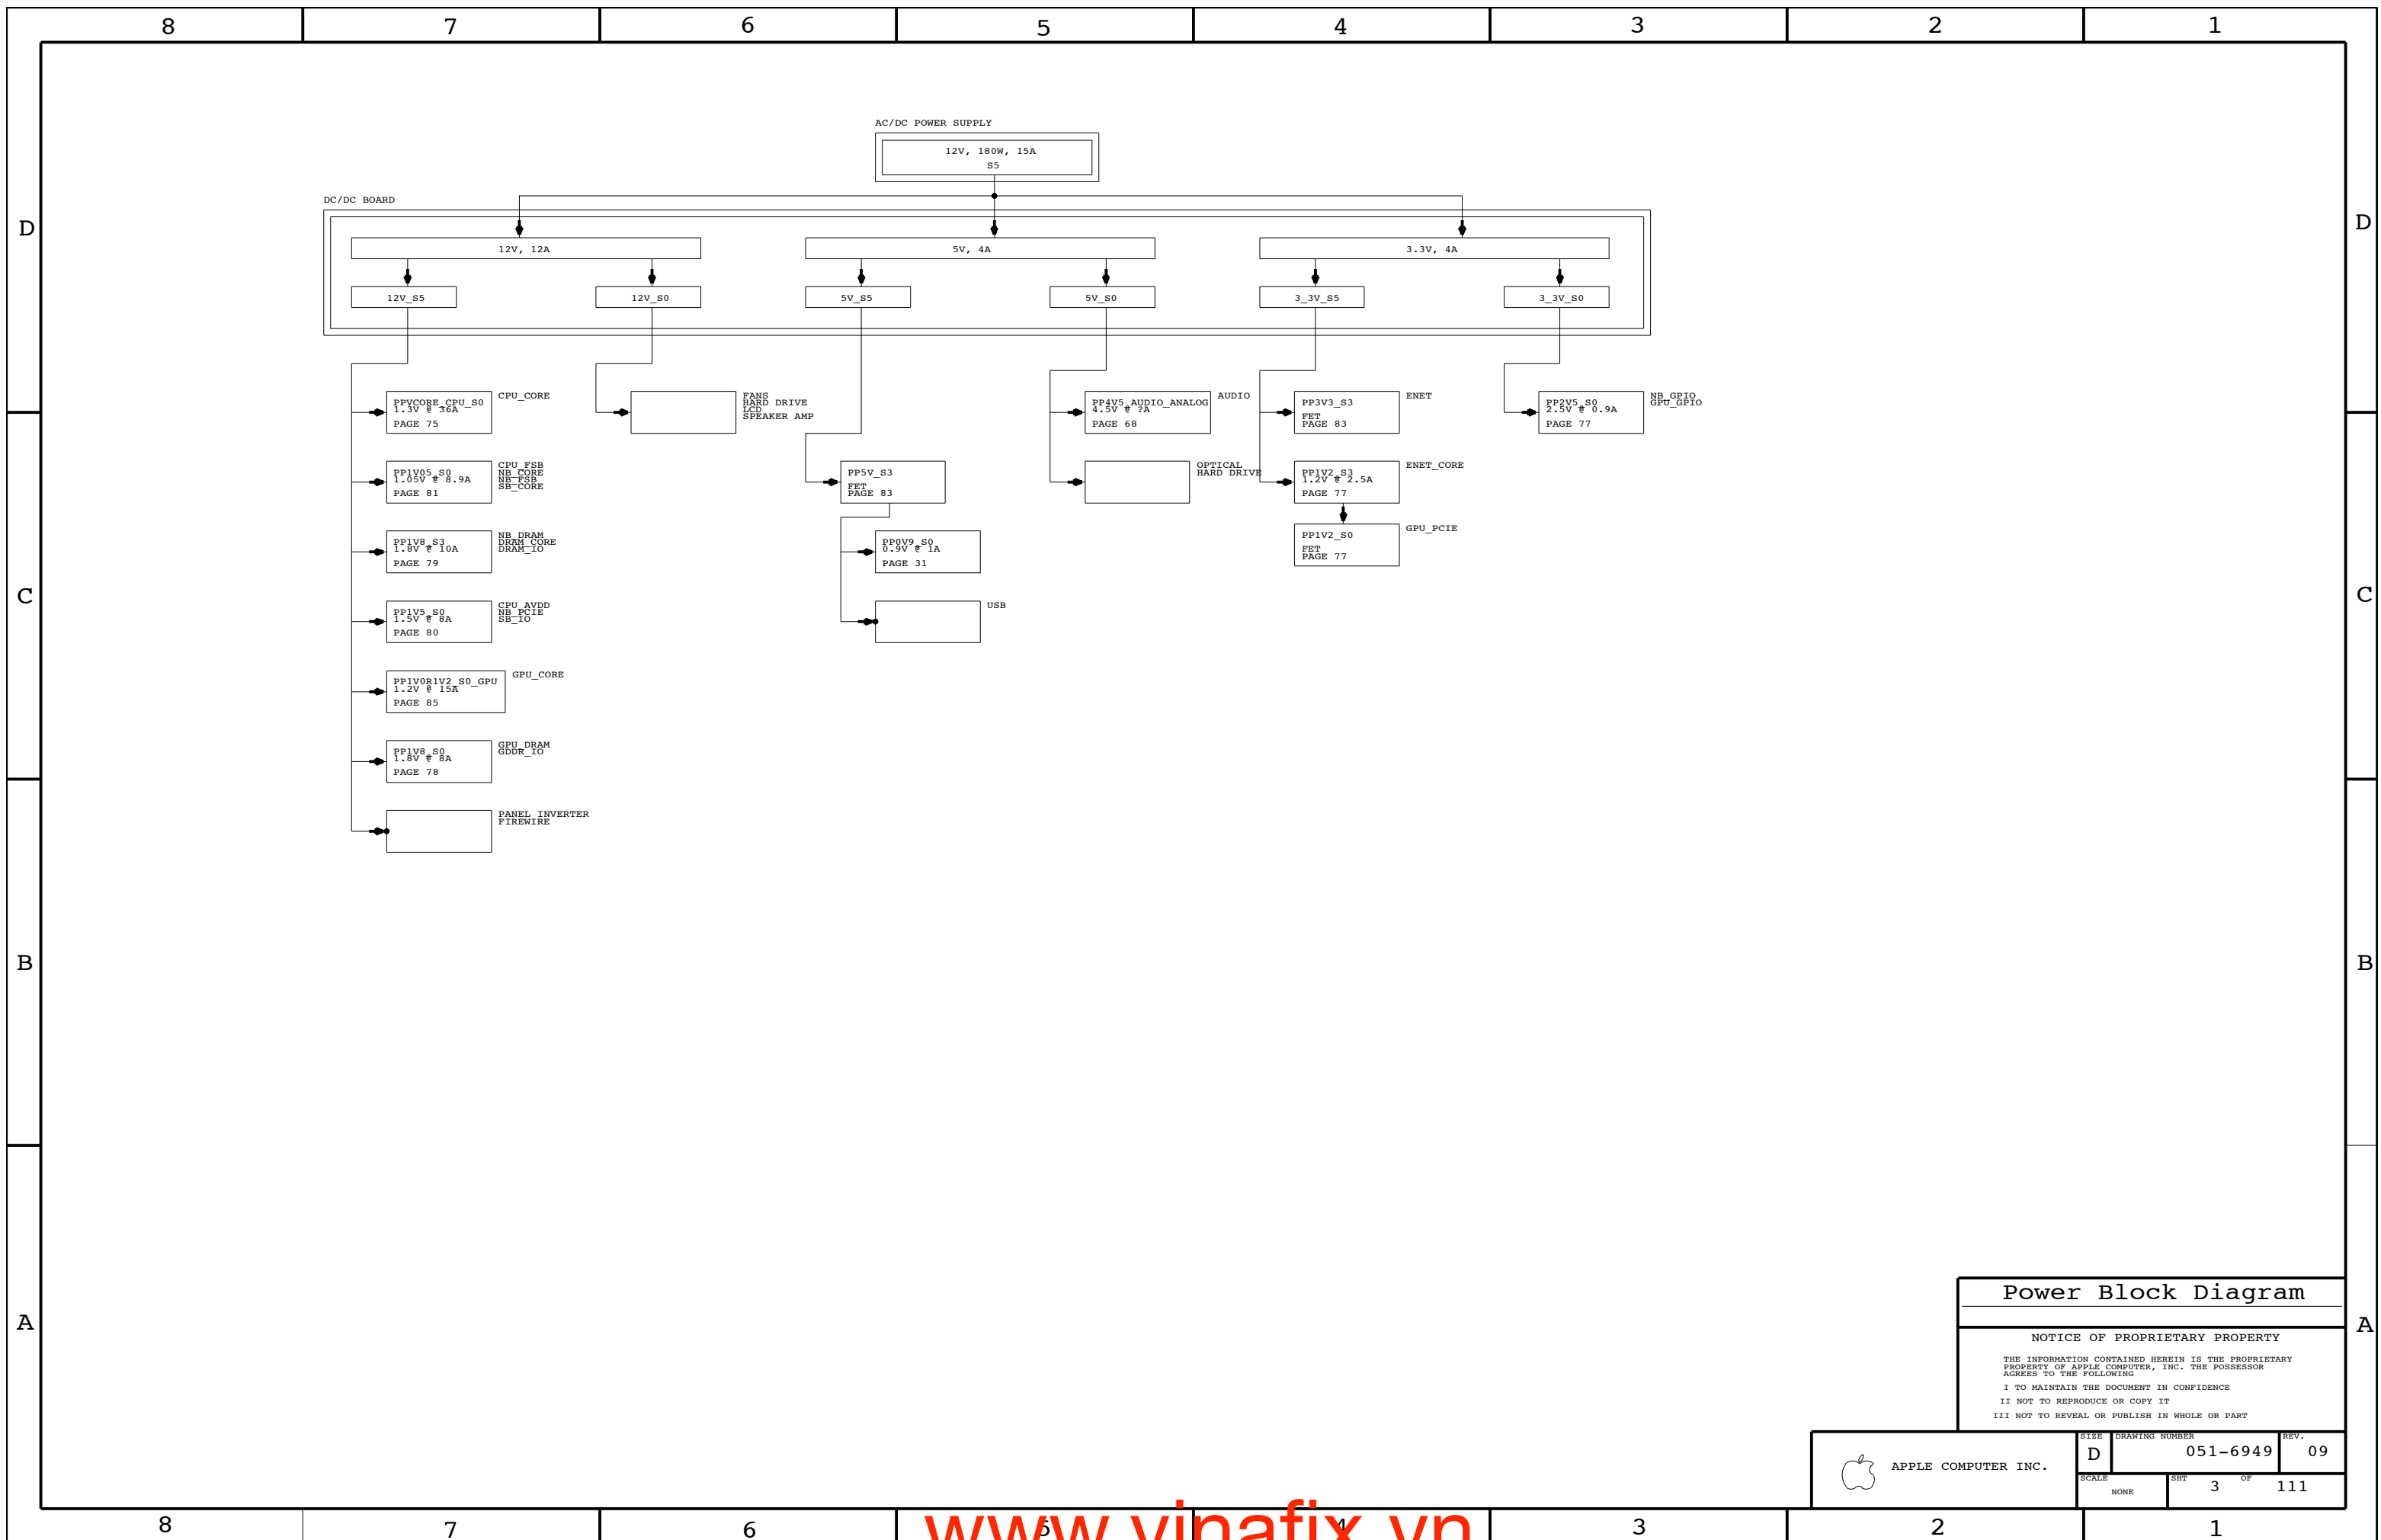 8 7 6 5 4 3 2 1
AC/DC POWER SUPPLY
12V, 180W, 15A
S5
DC/DC BOARD
D D
12V, 12A
5V, 4A
3.3V, 4A
12V_S5
12V_S0
5V_S5
5V_S0
3_3V_S5
3_3V_S0
PPVCORE_CPU_S0
1.3V @ 36A
PAGE 75
CPU_CORE
PP1V05_S0
1.05V @ 8.9A
PAGE 81
CPU_FSB
NB_CORE
NB_FSB
SB_CORE
PP1V8_S3
1.8V @ 10A
PAGE 79
NB_DRAM
DRAM_CORE
DRAM_IO
PP1V5_S0
1.5V @ 8A
PAGE 80
CPU_AVDD
NB_PCIE
SB_IO
PP1V0R1V2_S0_GPU
1.2V @ 15A
PAGE 85
GPU_CORE
PP1V8_S0
1.8V @ 8A
PAGE 78
GPU_DRAM
GDDR_IO
PANEL INVERTER
FIREWIRE
FANS
HARD DRIVE
LCD
SPEAKER AMP
PP5V_S3
FET
PAGE 83
PP0V9_S0
0.9V @ 1A
PAGE 31
USB
PP4V5_AUDIO_ANALOG
4.5V @ ?A
PAGE 68
AUDIO
OPTICAL
HARD DRIVE
PP3V3_S3
FET
PAGE 83
ENET
PP1V2_S3
1.2V @ 2.5A
PAGE 77
ENET_CORE
PP1V2_S0
FET
PAGE 77
GPU_PCIE
PP2V5_S0
2.5V @ 0.9A
PAGE 77
NB_GPIO
GPU_GPIO
C C
B B
A A
Power Block Diagram
NOTICE OF PROPRIETARY PROPERTY
THE INFORMATION CONTAINED HEREIN IS THE PROPRIETARY
PROPERTY OF APPLE COMPUTER, INC. THE POSSESSOR
AGREES TO THE FOLLOWING
I TO MAINTAIN THE DOCUMENT IN CONFIDENCE
II NOT TO REPRODUCE OR COPY IT
III NOT TO REVEAL OR PUBLISH IN WHOLE OR PART
APPLE COMPUTER INC.
SIZE
D
DRAWING NUMBER
051-6949
REV.
09
SCALE
NONE
SHT
3
OF
111
8 7 6 5 4 3 2 1
www.vinafix.vn